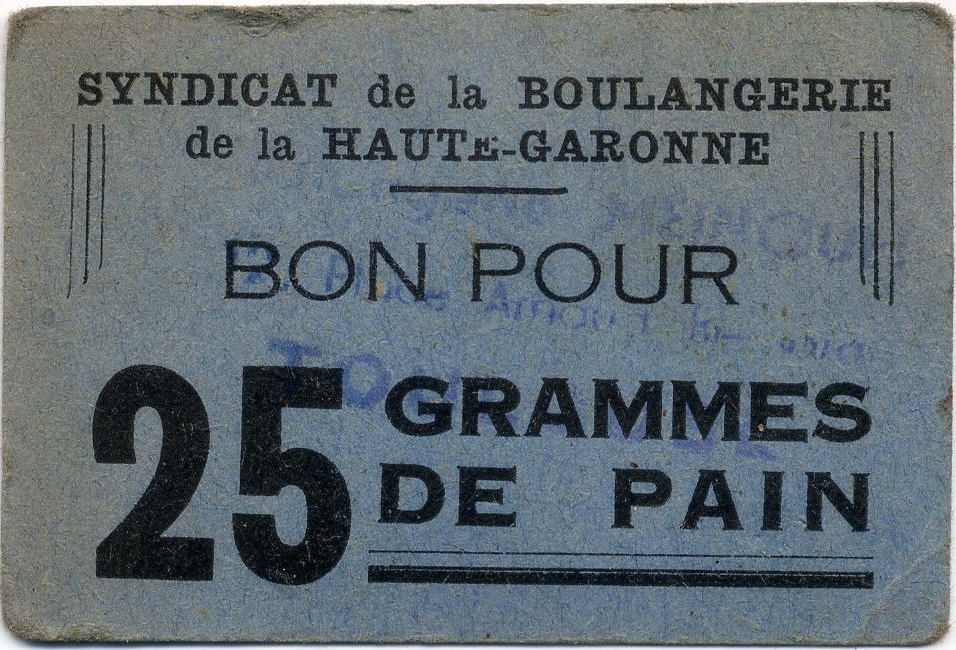 SYNDICAT de la BOULANGERIE
de la HAUTE-GARONNE
BON POUR
25 GRAMMES
DE PAIN